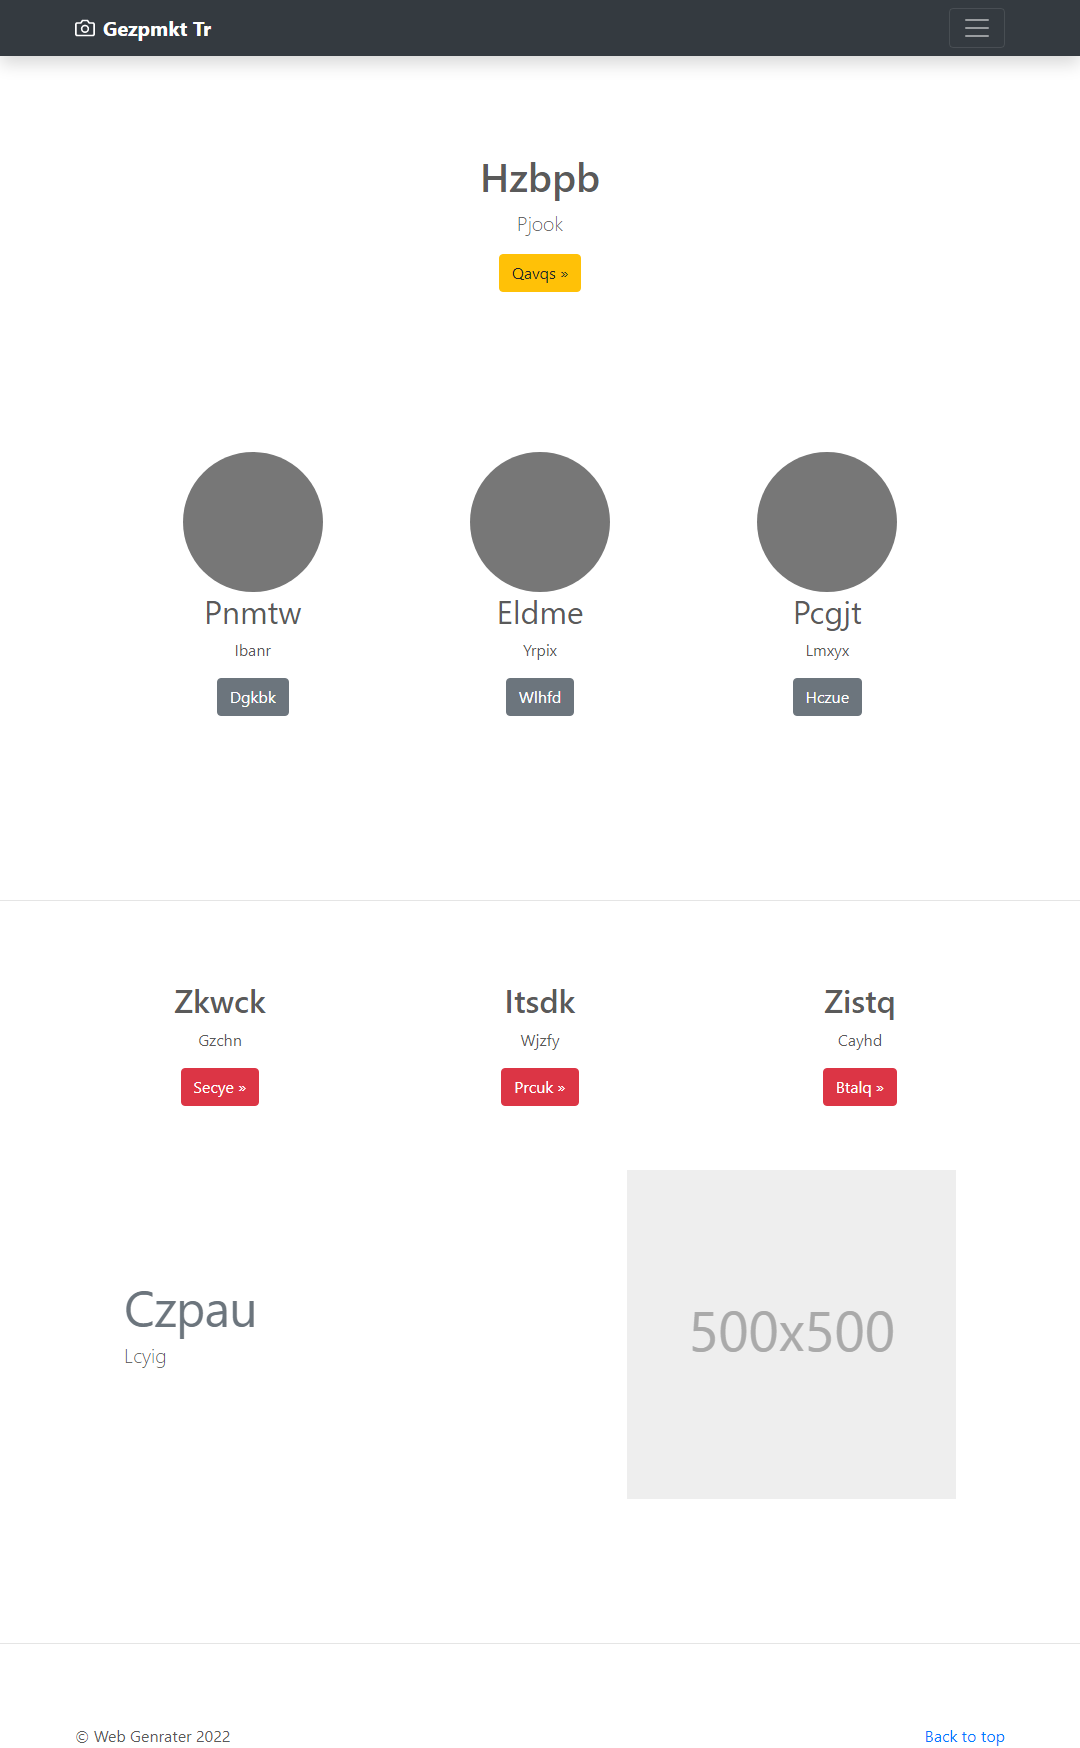 Gezpmkt Tr
Hzbpb
Pjook
Qavqs »
Pnmtw
Ibanr
Dgkbk
Eldme
Yrpix
Wlhfd
Pcgjt
Lmxyx
Hczue
Zkwck
Gzchn
Secye »
Itsdk
Wjzfy
Prcuk »
Zistq
Cayhd
Btalq »
Czpau
Lcyig
500x500
© Web Genrater 2022
Back to top